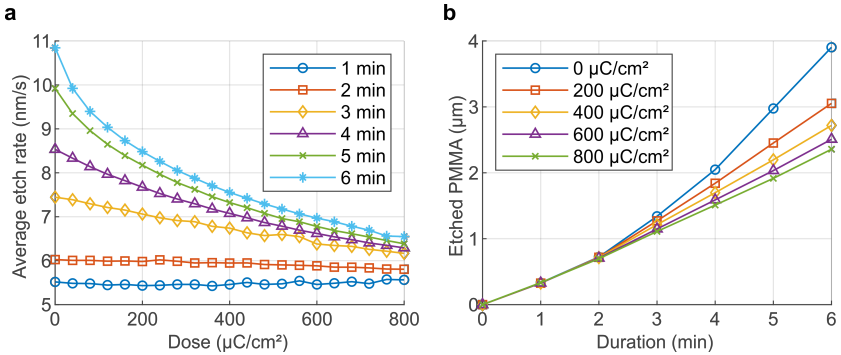 a
Average etch rate (nm/s)
11
10
9
8
7
6
5
0
200
400
600
800
Dose (µC/cm²)
1 min
2 min
3 min
4 min
5 min
6 min
b
Etched PMMA (µm)
4
3
2
1
0
0
1
2
3
4
5
6
Duration (min)
0 µC/cm²
200 µC/cm²
400 µC/cm²
600 µC/cm²
800 µC/cm²